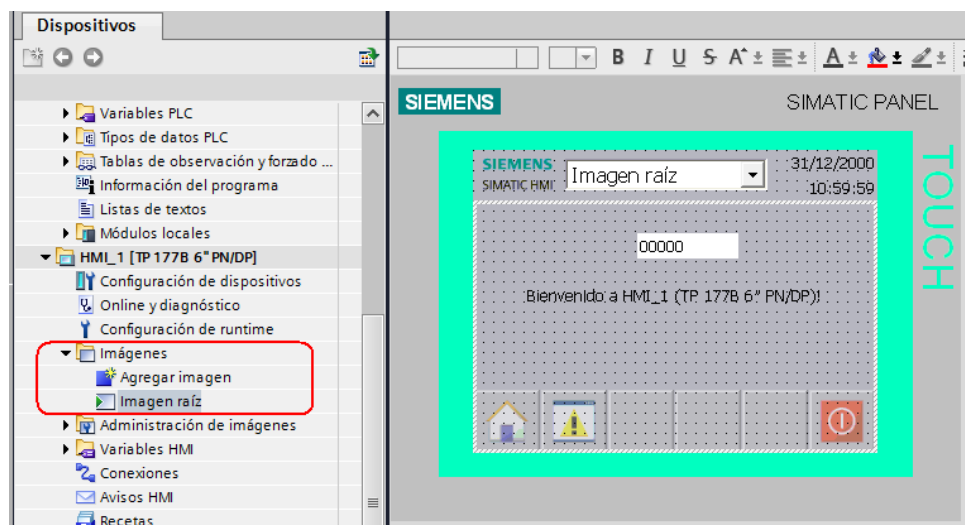 Dispositivos
Variables PLC
Tipos de datos PLC
Tablas de observación y forzado ...
Información del programa
Listas de textos
Módulos locales
HMI_1 [TP 177B 6" PN/DP]
Configuración de dispositivos
Online y diagnóstico
Configuración de runtime
Imágenes
Agregar imagen
Imagen raíz
Administración de imágenes
Variables HMI
Conexiones
Avisos HMI
Recetas
B I U S A A
SIEMENS
SIMATIC PANEL
SIEMENS
SIMATIC HMI
Imagen raíz
31/12/2000
10:59:59
00000
Bienvenido a HMI_1 (TP 177B 6" PN/DP)!
TOUCH